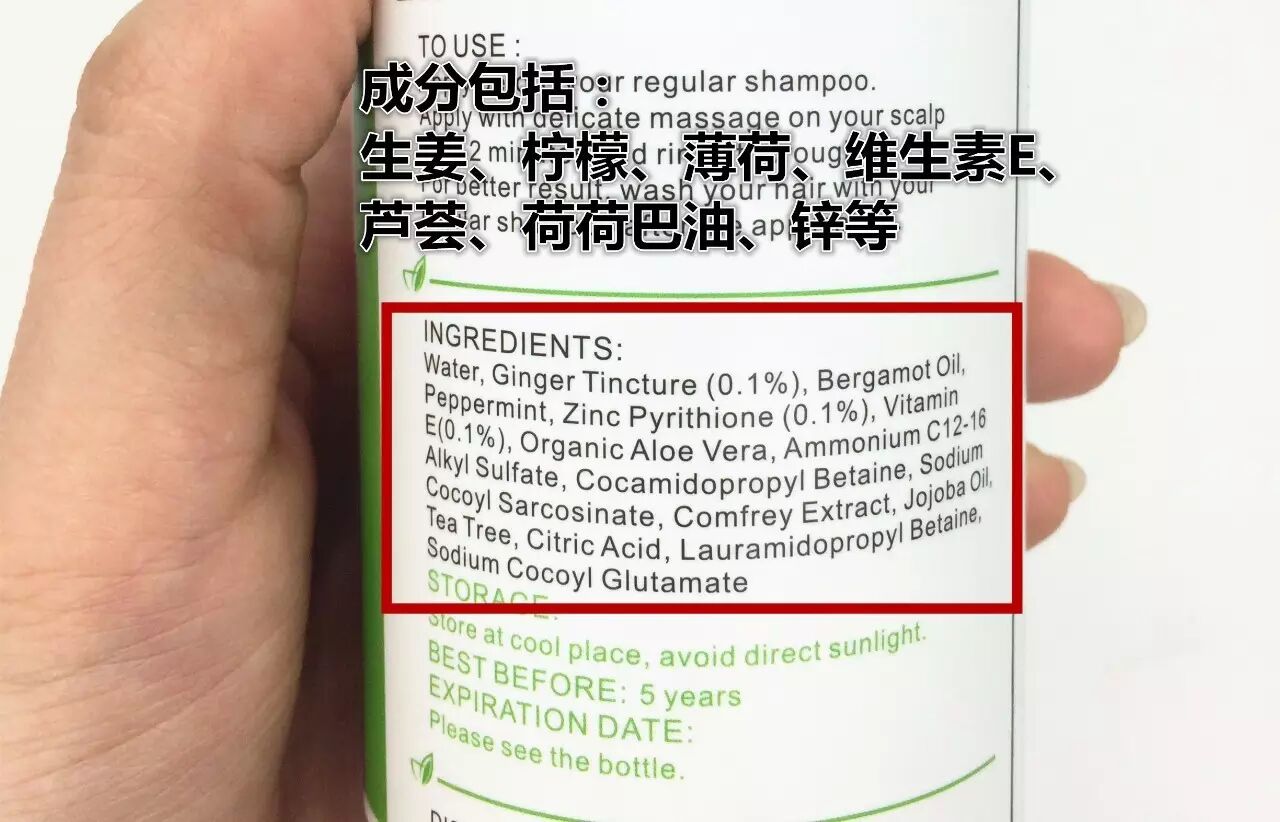 TO USE :
成分包括：
our regular shampoo.
Apply with delicate massage on your scalp
生姜、柠檬、薄荷、维生素E、
For better result, wash your hair with your
芦荟、荷荷巴油、锌等
INGREDIENTS:
Water, Ginger Tincture (0.1%), Bergamot Oil,
Peppermint, Zinc Pyrithione (0.1%), Vitamin
E(0.1%), Organic Aloe Vera, Ammonium C12-16
Alkyl Sulfate, Cocamidopropyl Betaine, Sodium
Cocoyl Sarcosinate, Comfrey Extract, Jojoba Oil,
Tea Tree, Citric Acid, Lauramidopropyl Betaine,
Sodium Cocoyl Glutamate
STORAGE:
Store at cool place, avoid direct sunlight.
BEST BEFORE: 5 years
EXPIRATION DATE:
Please see the bottle.